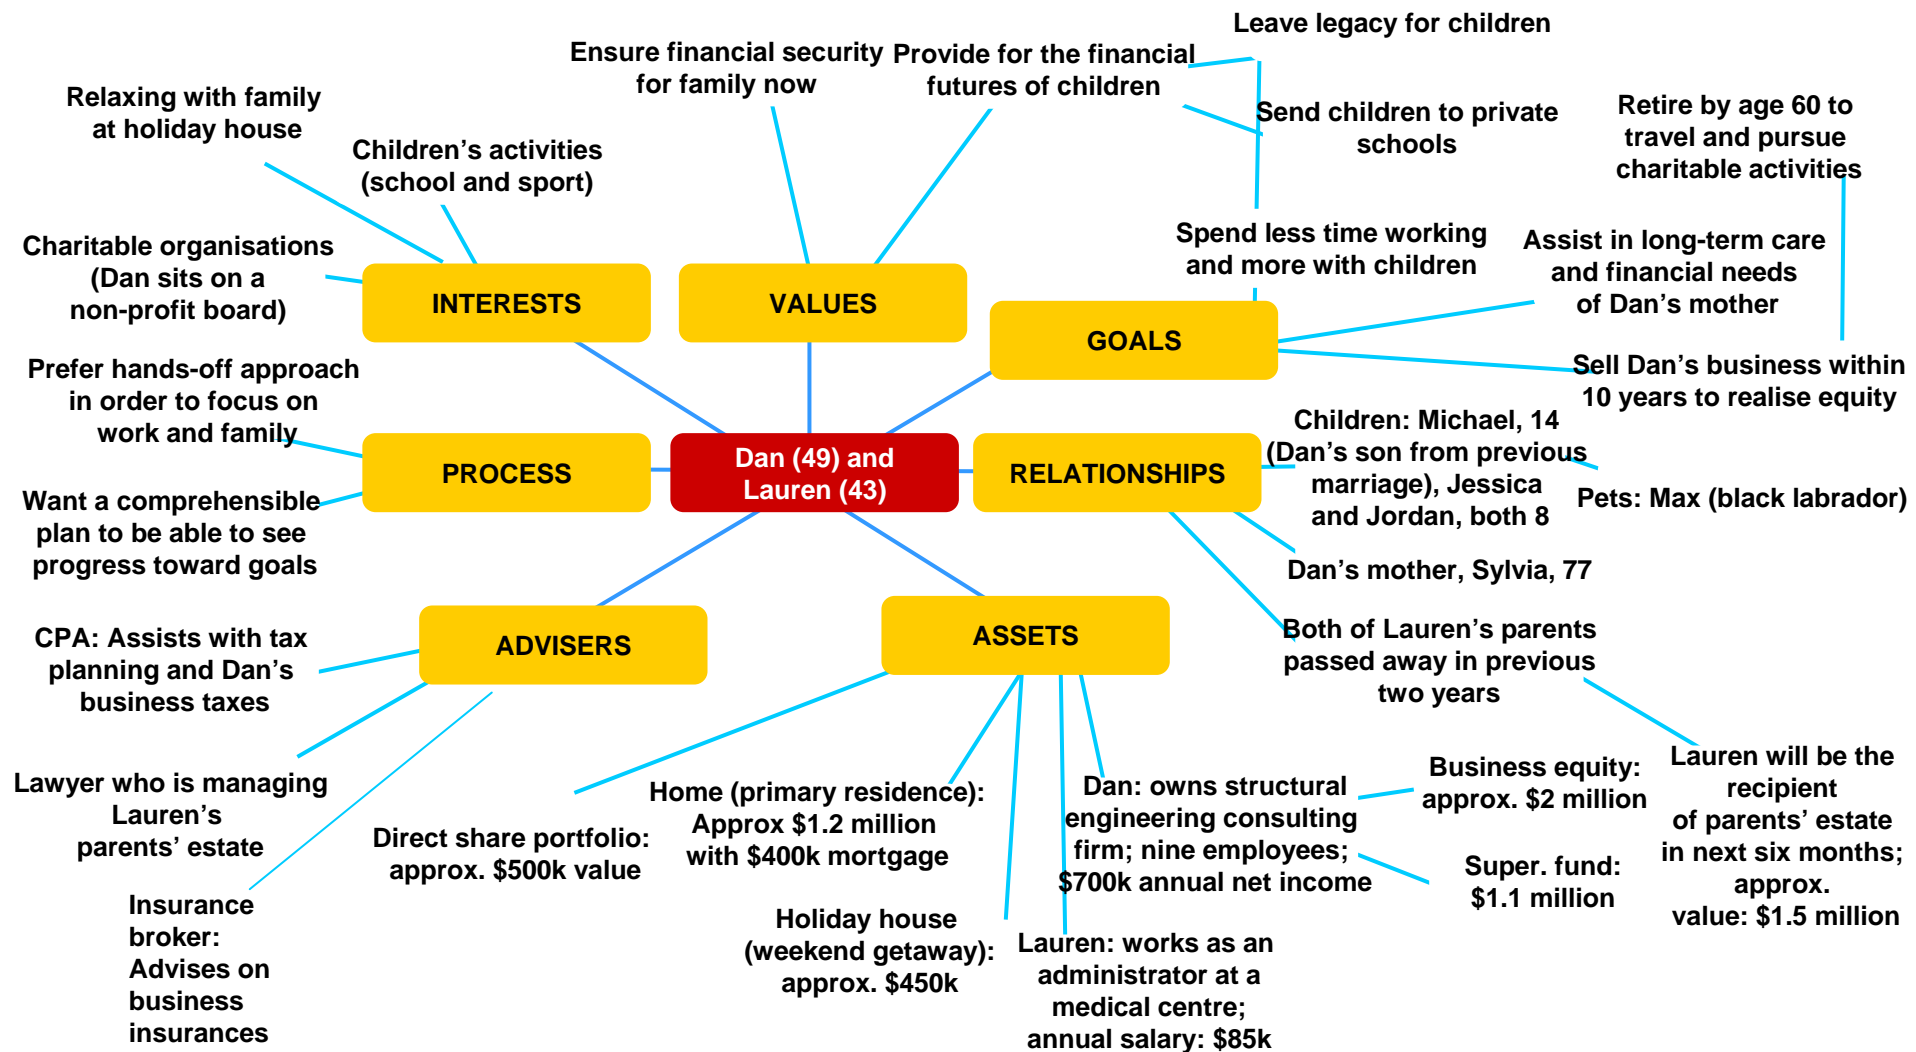 Leave legacy for children
Ensure financial security
for family now
Provide for the financial
futures of children
Relaxing with family
at holiday house
Children’s activities
(school and sport)
Send children to private
schools
Retire by age 60 to
travel and pursue
charitable activities
Charitable organisations
(Dan sits on a
non-profit board)
INTERESTS
VALUES
GOALS
Spend less time working
and more with children
Assist in long-term care
and financial needs
of Dan’s mother
Sell Dan’s business within
10 years to realise equity
Prefer hands-off approach
in order to focus on
work and family
PROCESS
Dan (49) and
Lauren (43)
RELATIONSHIPS
Children: Michael, 14
(Dan’s son from previous
marriage), Jessica
and Jordan, both 8
Pets: Max (black labrador)
Want a comprehensible
plan to be able to see
progress toward goals
Dan’s mother, Sylvia, 77
ADVISERS
ASSETS
Both of Lauren’s parents
passed away in previous
two years
CPA: Assists with tax
planning and Dan’s
business taxes
Lawyer who is managing
Lauren’s
parents’ estate
Insurance
broker:
Advises on
business
insurances
Direct share portfolio:
approx. $500k value
Home (primary residence):
Approx $1.2 million
with $400k mortgage
Holiday house
(weekend getaway):
approx. $450k
Dan: owns structural
engineering consulting
firm; nine employees;
$700k annual net income
Lauren: works as an
administrator at a
medical centre;
annual salary: $85k
Business equity:
approx. $2 million
Super. fund:
$1.1 million
Lauren will be the
recipient
of parents’ estate
in next six months;
approx.
value: $1.5 million